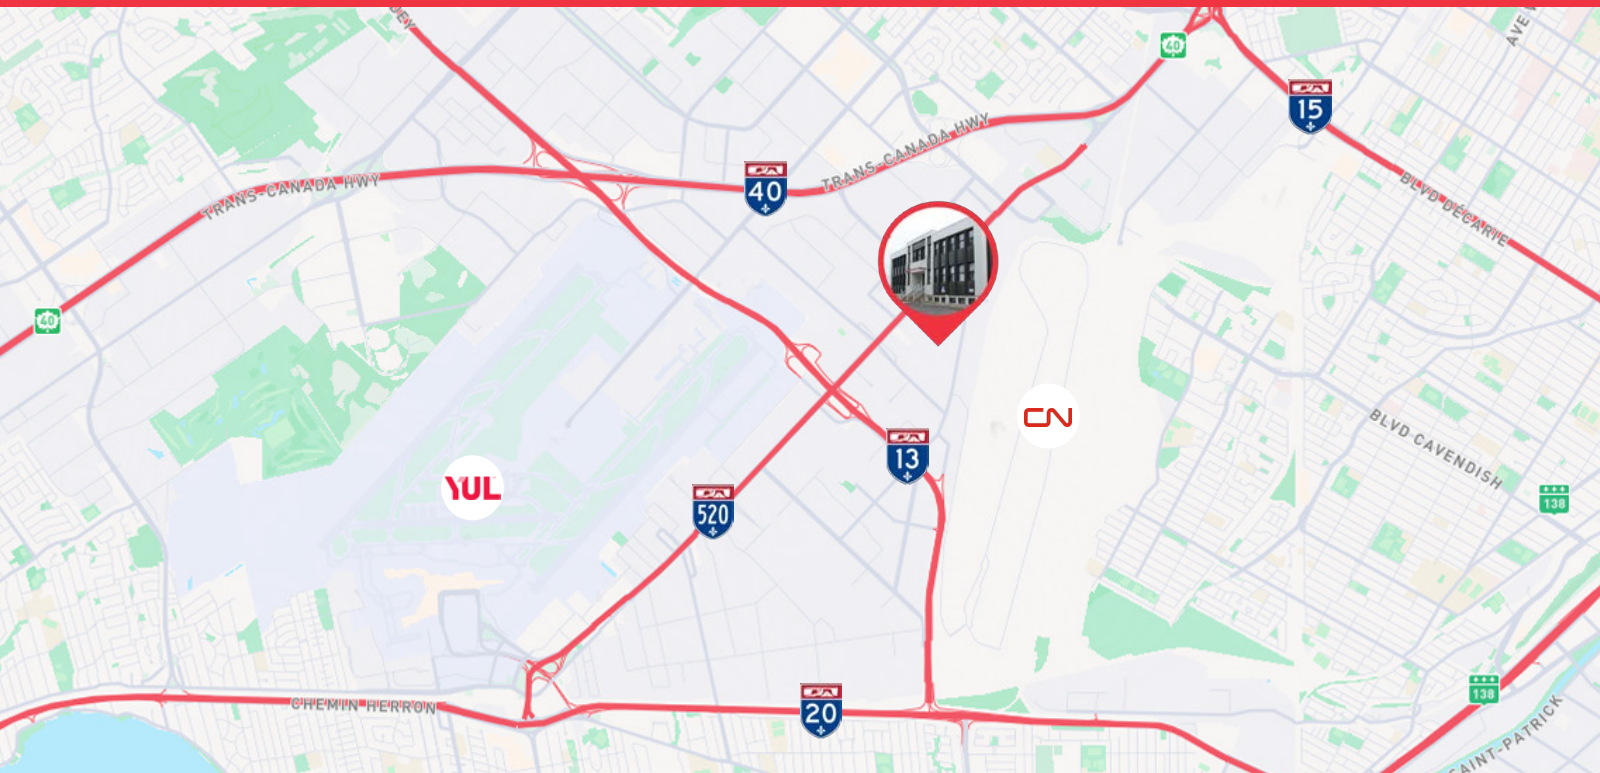 40
15
AVE
TRANS-CANADA HWY
40
TRANS-CANADA HWY
BLVD DÉCARIE
40
CN
BLVD CAVENDISH
13
YUL
520
138
138
CHEMIN HERRON
20
SAINT-PATRICK